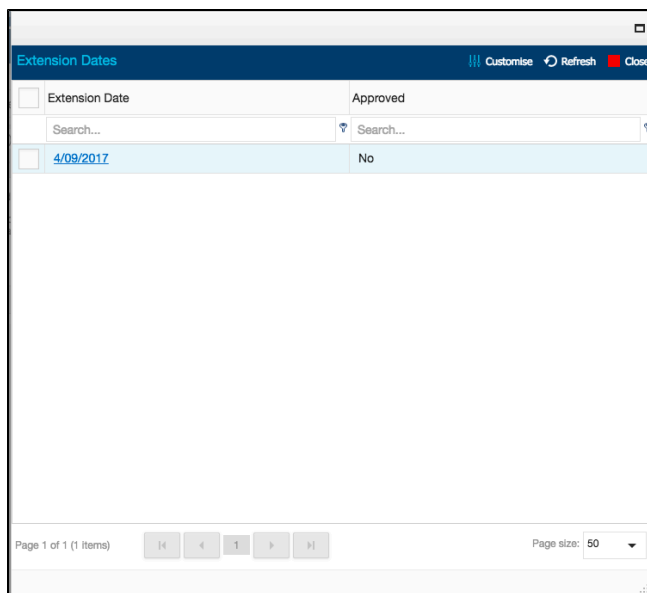 Extension Dates Customise Refresh Close
Extension Date Approved
Search... Search...
4/09/2017 No
Page 1 of 1 (1 items) 1 Page size: 50